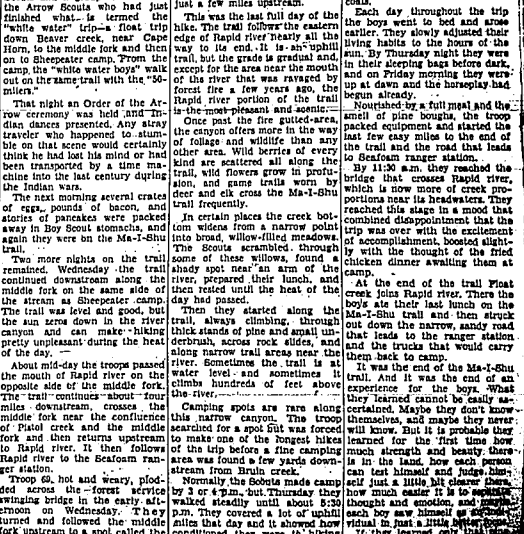 the Arrow Scouts who had just
finished what is termed the
"white water" trip—a float trip
down Beaver creek, near Cape
Horn, to the middle fork and then
on to Sheepeater camp. From the
camp, the "white water boys" walk
out on the same trail with the "50-
milers."
That night an Order of the Ar-
row ceremony was held and In-
dian dances presented. Any stray
traveler who happened to stum-
ble on that scene would certainly
think he had lost his mind or had
been transported by a time ma-
chine into the last century during
the Indian wars.
The next morning several crates
of eggs, pounds of bacon, and
stories of pancakes were packed
away in Boy Scout stomachs, and
again they were on the Ma-I-Shu
trail.
Two more nights on the trail
remained. Wednesday the trail
continued downstream along the
middle fork on the same side of
the stream as Sheepeater camp.
The trail was level and good, but
the sun zeros down in the river
canyon and can make hiking
pretty unpleasant during the heat
of the day.
About mid-day the troops passed
the mouth of Rapid river on the
opposite side of the middle fork.
The trail continues about four
miles downstream, crosses the
middle fork near the confluence
of Pistol creek and the middle
fork and then returns upstream
to Rapid river. It then follows
Rapid river to the Seafoam ran-
ger station.
Troop 69, hot and weary, plod-
ded across the forest service
swinging bridge in the early aft-
ernoon on Wednesday. They
turned and followed the middle
fork upstream to a spot called the
just a few miles upstream.
This was the last full day of the
hike. The trail follows the eastern
edge of Rapid river nearly all the
way to its end. It is an uphill
trail, but the grade is gradual and,
except for the area near the mouth
of the river that was ravaged by
forest fire a few years ago, the
Rapid river portion of the trail
is the most pleasant and scenic.
Once past the fire gutted area,
the canyon offers more in the way
of foliage and wildlife than any
other area. Wild berries of every
kind are scattered all along the
trail, wild flowers grow in profu-
sion, and game trails worn by
deer and elk cross the Ma-I-Shu
trail frequently.
In certain places the creek bot-
tom widens from a narrow point
into broad, willow-filled meadows.
The Scouts scrambled through
some of these willows, found a
shady spot near an arm of the
river, prepared their lunch, and
then rested until the heat of the
day had passed.
Then they started along the
trail, always climbing, through
thick stands of pine and small un-
derbrush, across rock slides, and
along narrow trail areas near the
river. Sometimes the trail is at
water level and sometimes it
climbs hundreds of feet above
the river.
Camping spots are rare along
this narrow canyon. The troop
searched for a spot but was forced
to make one of the longest hikes
of the trip before a fine camping
area was found a few yards down-
stream from Bruin creek.
Normally the Scouts made camp
by 3 or 4 p.m., but Thursday they
walked steadily until about 5:30
p.m. They covered a lot of uphill
miles that day and it showed how
conditioned they were to hiking
coals.
Each day throughout the trip
the boys went to bed and arose
earlier. They slowly adjusted their
living habits to the hours of the
sun. By Thursday night they were
in their sleeping bags before dark,
and on Friday morning they were
up at dawn and the horseplay had
begun already.
Nourished by a full meal and the
smell of pine boughs, the troop
packed equipment and started the
last few easy miles to the end of
the trail and the road that leads
to Seafoam ranger station.
By 11:30 a.m. they reached the
bridge that crosses Rapid river,
which is now more of creek pro-
portions near its headwaters. They
reached this stage in a mood that
combined disappointment that the
trip was over with the excitement
of accomplishment, boosted slight-
ly with the thought of the fried
chicken dinner awaiting them at
camp.
At the end of the trail Float
creek joins Rapid river. There the
boys ate their last lunch on the
Ma-I-Shu trail and then struck
out down the narrow, sandy road
that leads to the ranger station
and the trucks that would carry
them back to camp.
It was the end of the Ma-I-Shu
trail. And it was the end of an
experience for the boys. What
they learned cannot be easily as-
certained. Maybe they don't know
themselves, and maybe they never
will know. But it is probable they
learned for the first time how
much strength and beauty there
is in the land, how each person
can test himself and judge him-
self just a little bit clearer there,
how much easier it is to
thought and emotion, and
each boy saw himself as
vidual in just a little